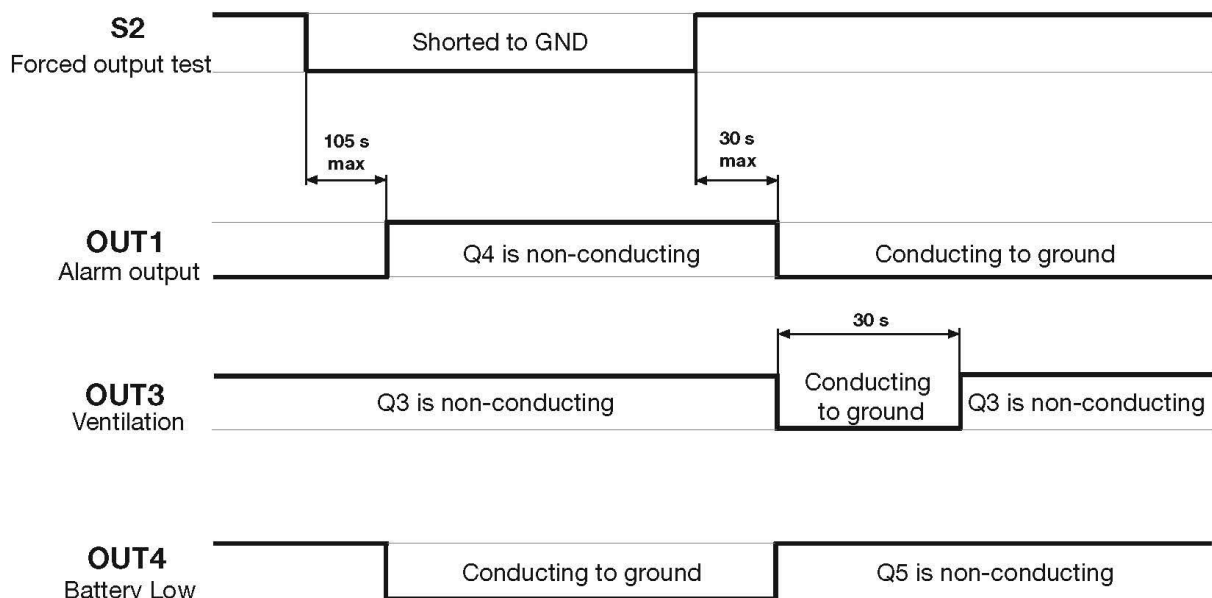 S2
Forced output test
Shorted to GND
105 s
max
30 s
max
OUT1
Alarm output
Q4 is non-conducting
Conducting to ground
30 s
OUT3
Ventilation
Q3 is non-conducting
Conducting
to ground
Q3 is non-conducting
OUT4
Battery Low
Conducting to ground
Q5 is non-conducting